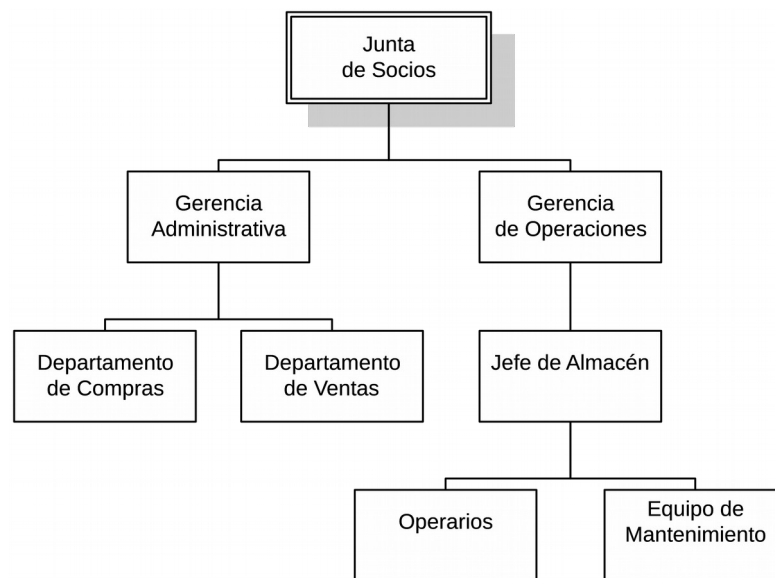 Junta
de Socios
Gerencia
Administrativa
Gerencia
de Operaciones
Departamento
de Compras
Departamento
de Ventas
Jefe de Almacén
Operarios
Equipo de
Mantenimiento